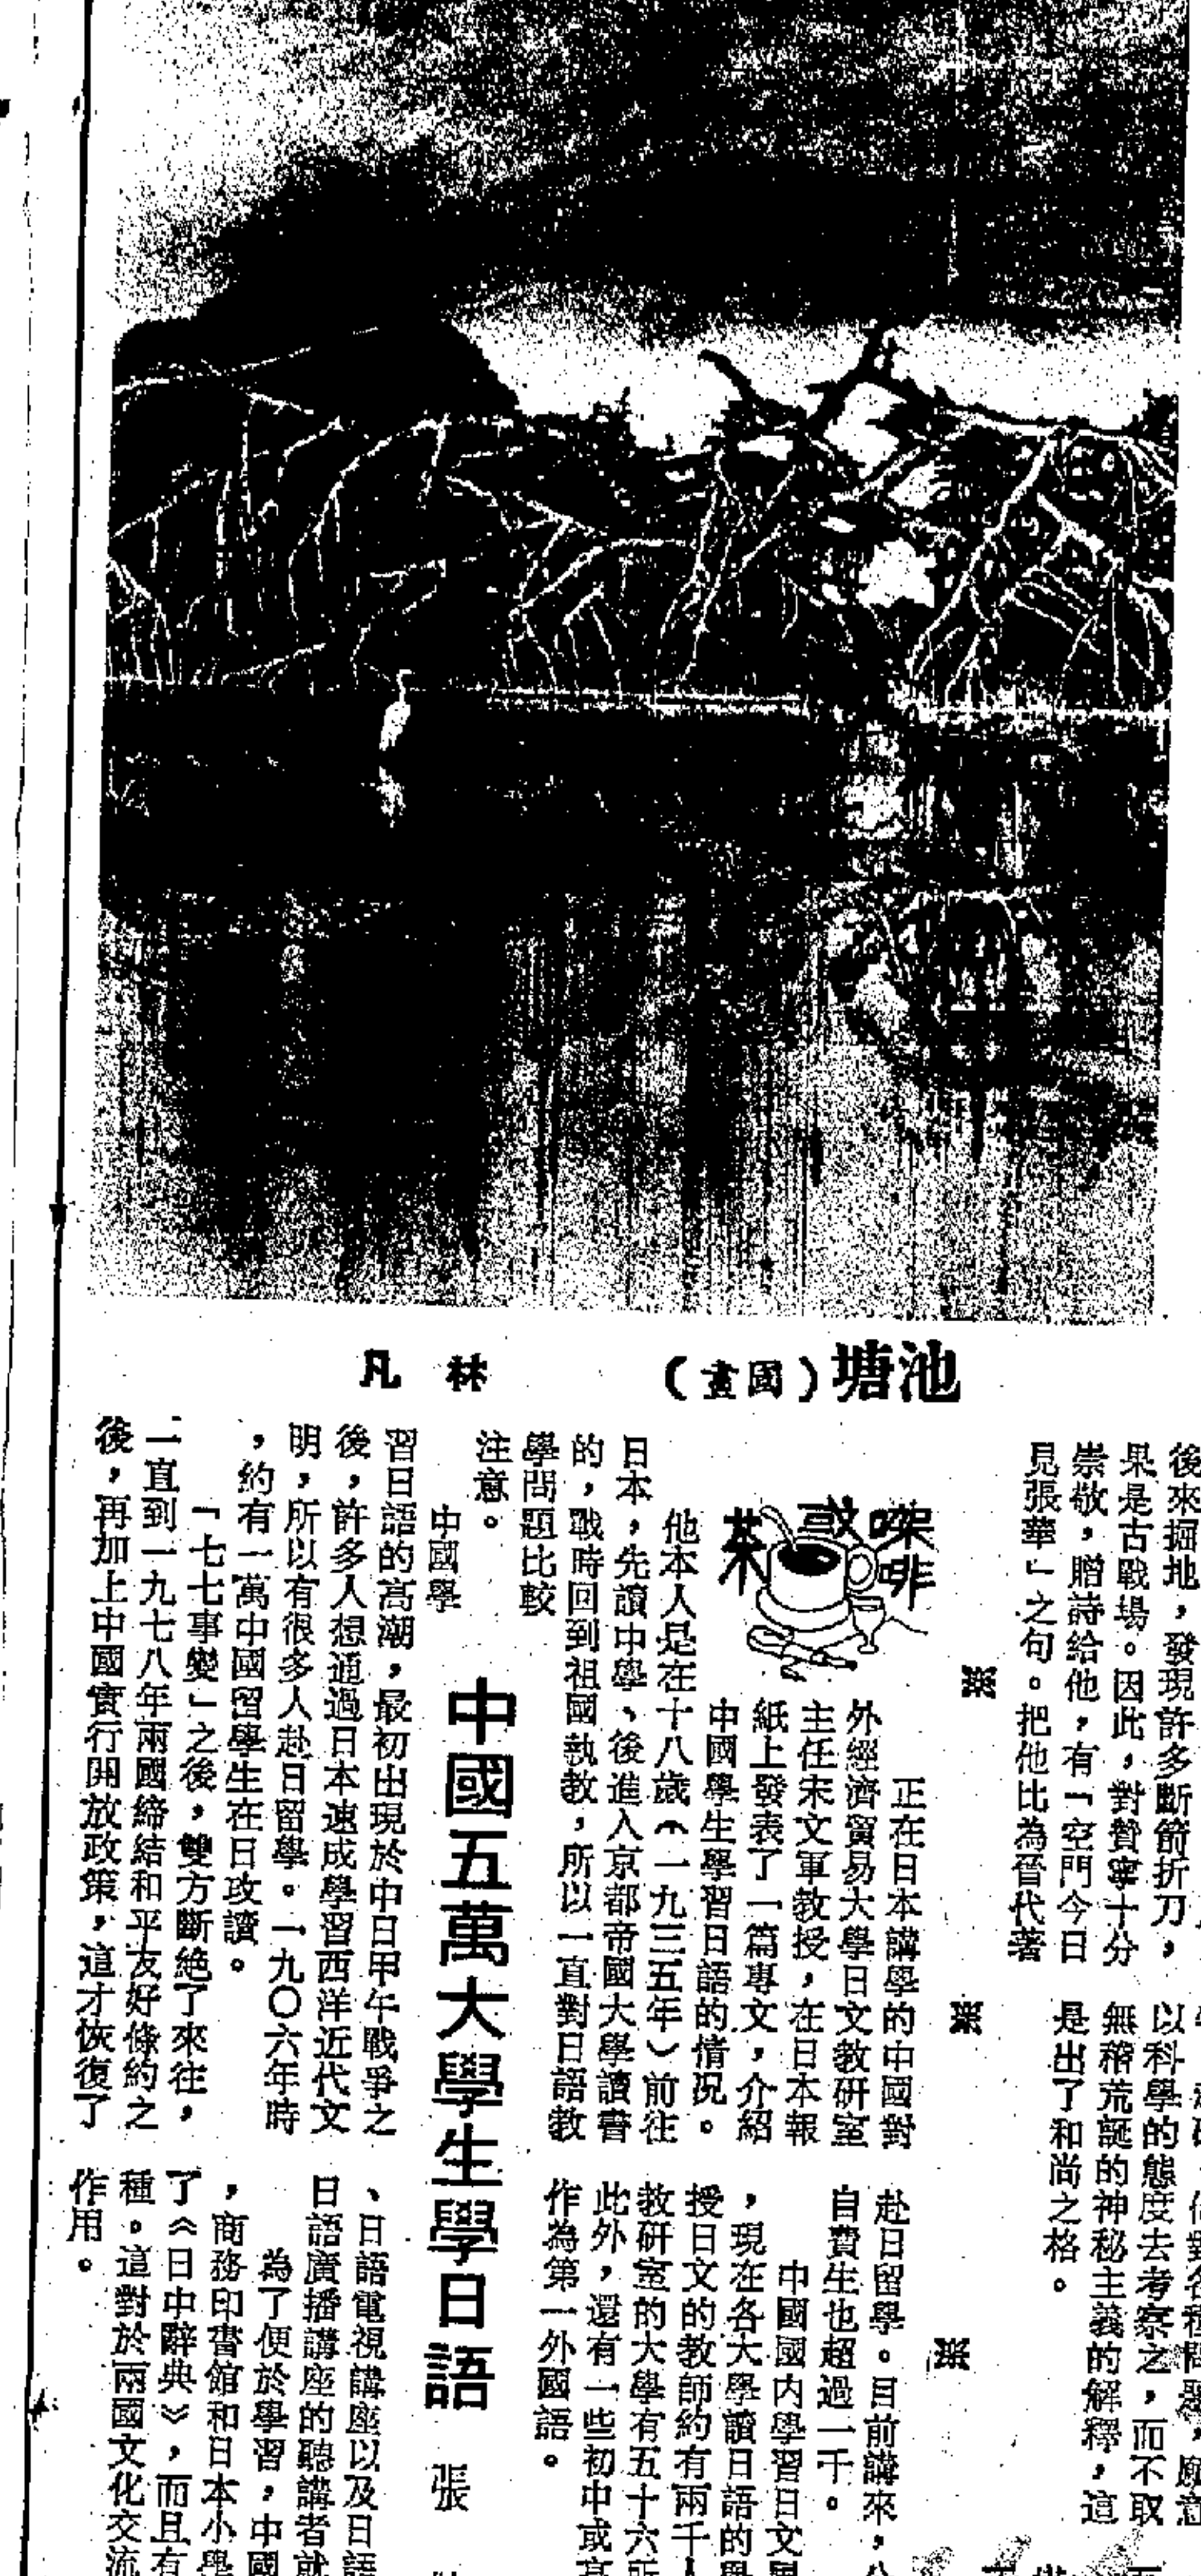 池塘（國畫）　林凡
後來掘地，發現許多斷箭折刀，
果是古戰場。因此，對贊寧十分
崇敬，贈詩給他，有「空門今日
見張華」之句。把他比為晉代著
以科學的態度去考察之，而不取
無稽荒誕的神秘主義的解釋，這
是出了和尚之格。
※
※
※
喫啡或茶
中國五萬大學生學日語
張
正在日本講學的中國對
外經濟貿易大學日文教研室
主任宋文軍教授，在日本報
紙上發表了一篇專文，介紹
中國學生學習日語的情況。
他本人是在十八歲（一九三五年）前往
日本，先讀中學、後進入京都帝國大學讀書
的，戰時回到祖國執教，所以一直對日語教
學問題比較
注意。
中國學
習日語的高潮，最初出現於中日甲午戰爭之
後，許多人想通過日本速成學習西洋近代文
明，所以有很多人赴日留學。一九〇六年時
，約有一萬中國留學生在日攻讀。
「七七事變」之後，雙方斷絕了來往，
一直到一九七八年兩國締結和平友好條約之
後，再加上中國實行開放政策，這才恢復了
赴日留學。目前講來，公
自費生也超過一千。
中國國內學習日文風
，現在各大學讀日語的學
授日文的教師約有兩千人
教研室的大學有五十六所
此外，還有一些初中或高
作為第一外國語。
、日語電視講座以及日語
日語廣播講座的聽講者就
為了便於學習，中國
，商務印書館和日本小學
了《日中辭典》，而且有
種。這對於兩國文化交流
作用。